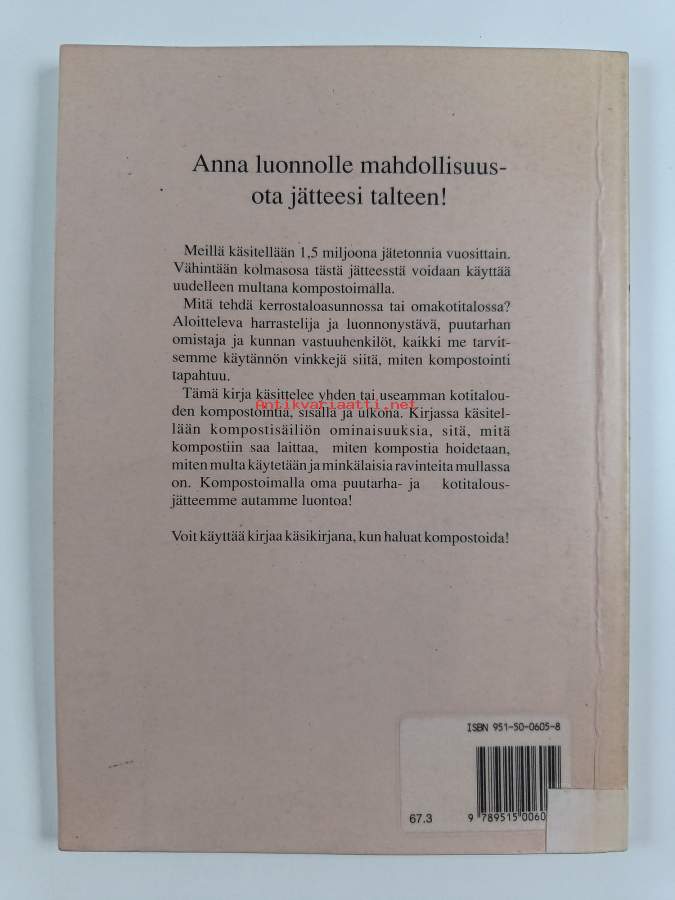 Anna luonnolle mahdollisuus-
ota jätteesi talteen!
Meillä käsitellään 1,5 miljoona jätetonnia vuosittain.
Vähintään kolmasosa tästä jätteesstä voidaan käyttää
uudelleen multana kompostoimalla.
Mitä tehdä kerrostaloasunnossa tai omakotitalossa?
Aloitteleva harrastelija ja luonnonystävä, puutarhan
omistaja ja kunnan vastuuhenkilöt, kaikki me tarvit-
semme käytännön vinkkejä siitä, miten kompostointi
tapahtuu.
Tämä kirja käsittelee yhden tai useamman kotitalou-
Antikvariaatti.net
den kompostointia, sisällä ja ulkona. Kirjassa käsitel-
lään kompostisäiliön ominaisuuksia, sitä, mitä
kompostiin saa laittaa, miten kompostia hoidetaan,
miten multa käytetään ja minkälaisia ravinteita mullassa
on. Kompostoimalla oma puutarha- ja kotitalous-
jätteemme autamme luontoa!
Voit käyttää kirjaa käsikirjana, kun haluat kompostoida!
ISBN 951-50-0605-8
67.3 9 789515 0060